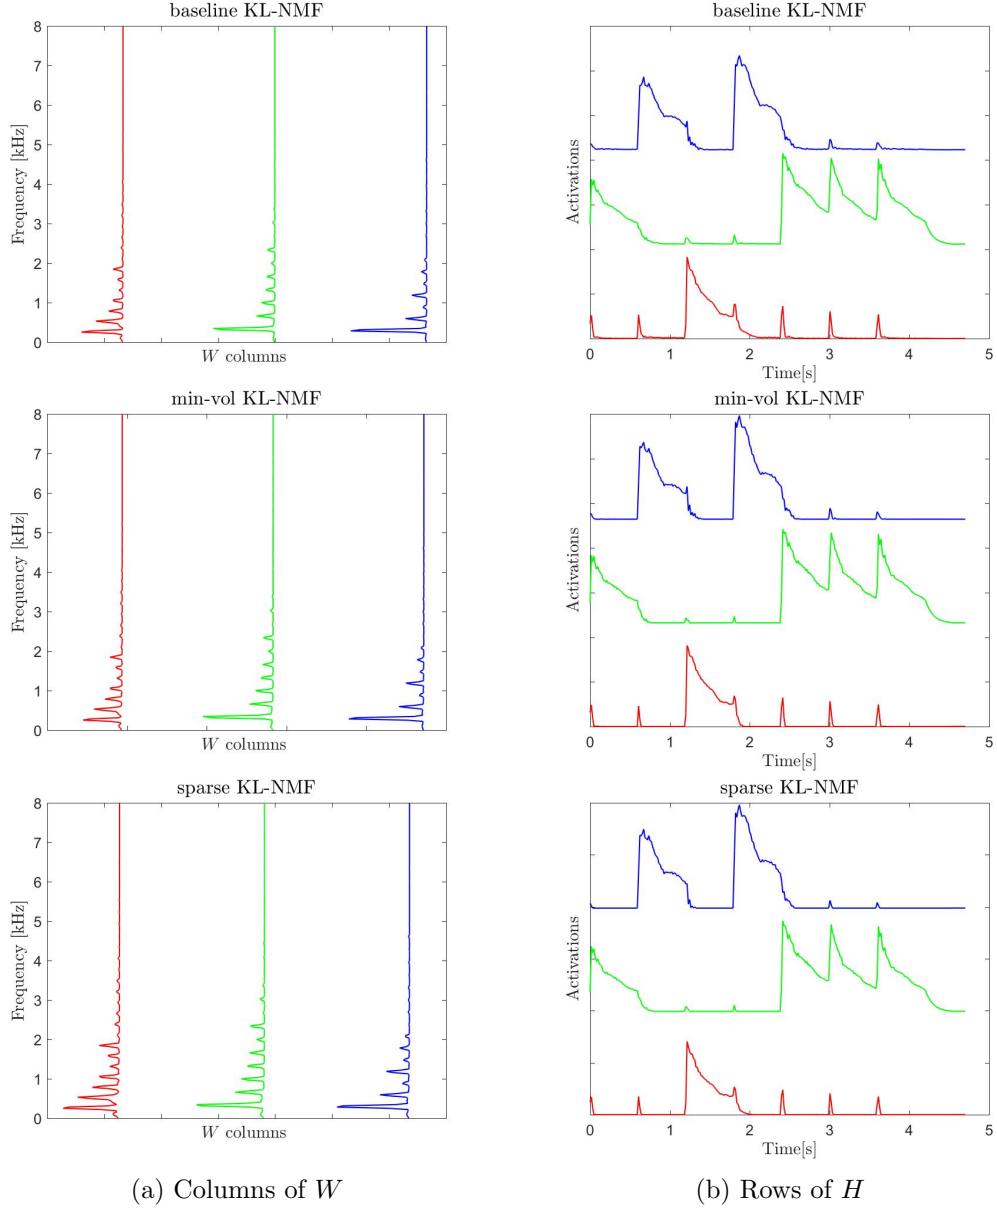 baseline KL-NMF
8
7
6
5
4
3
2
1
0
Frequency [kHz]
W columns
baseline KL-NMF
Activations
0 1 2 3 4 5
Time[s]
min-vol KL-NMF
8
7
6
5
4
3
2
1
0
Frequency [kHz]
W columns
min-vol KL-NMF
Activations
0 1 2 3 4 5
Time[s]
sparse KL-NMF
8
7
6
5
4
3
2
1
0
Frequency [kHz]
W columns
sparse KL-NMF
Activations
0 1 2 3 4 5
Time[s]
(a) Columns of W
(b) Rows of H